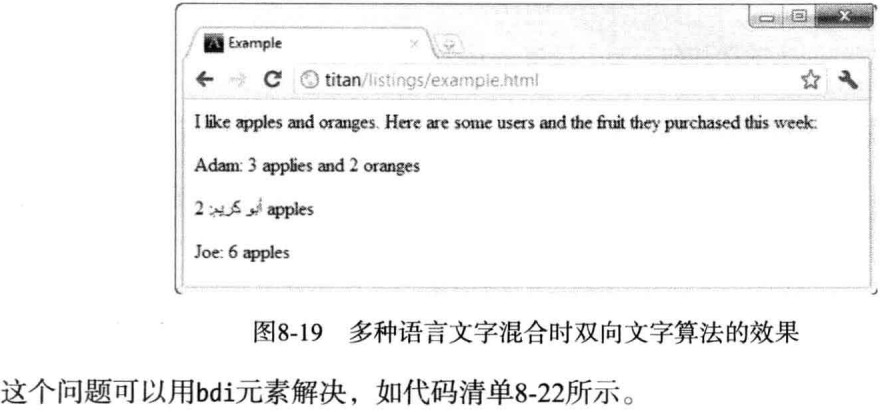 Example
titan/listings/example.html
I like apples and oranges. Here are some users and the fruit they purchased this week:
Adam: 3 applies and 2 oranges
أبو كريم: 2 apples
Joe: 6 apples
图8-19 多种语言文字混合时双向文字算法的效果
这个问题可以用bdi元素解决，如代码清单8-22所示。